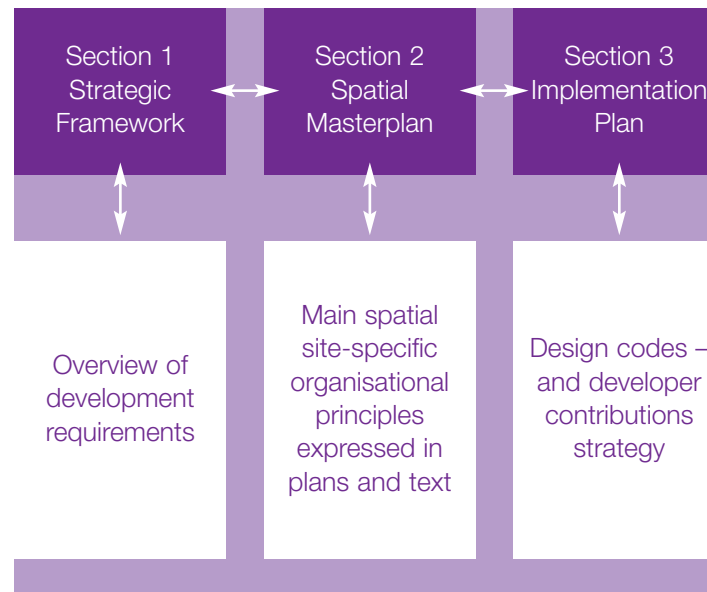 Section 1
Strategic
Framework
Section 2
Spatial
Masterplan
Section 3
Implementation
Plan
Overview of
development
requirements
Main spatial
site-specific
organisational
principles
expressed in
plans and text
Design codes –
and developer
contributions
strategy